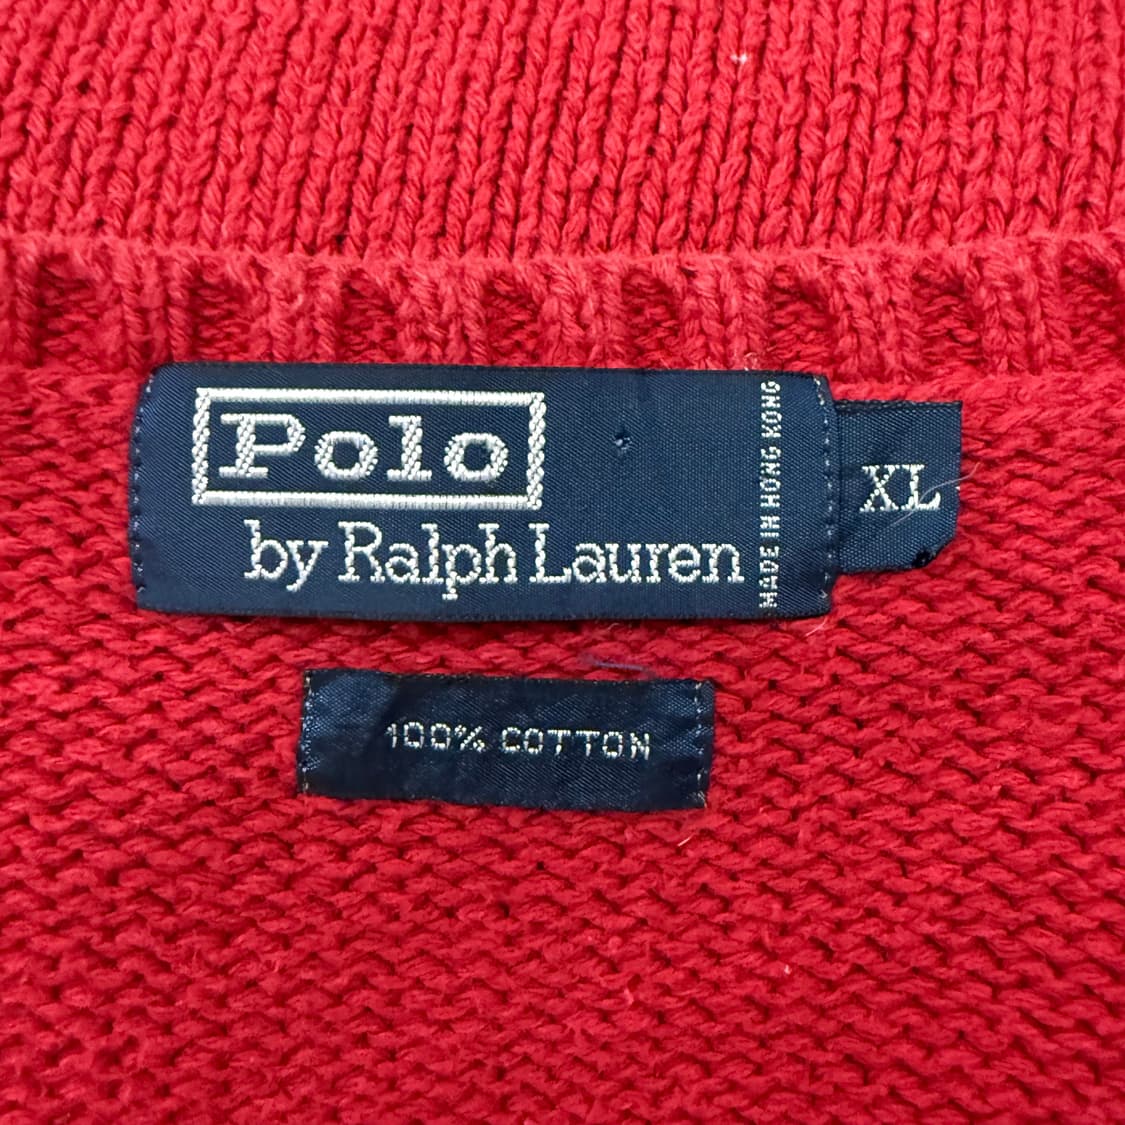 Polo
by Ralph Lauren
MADE IN HONG KONG
XL
100% COTTON